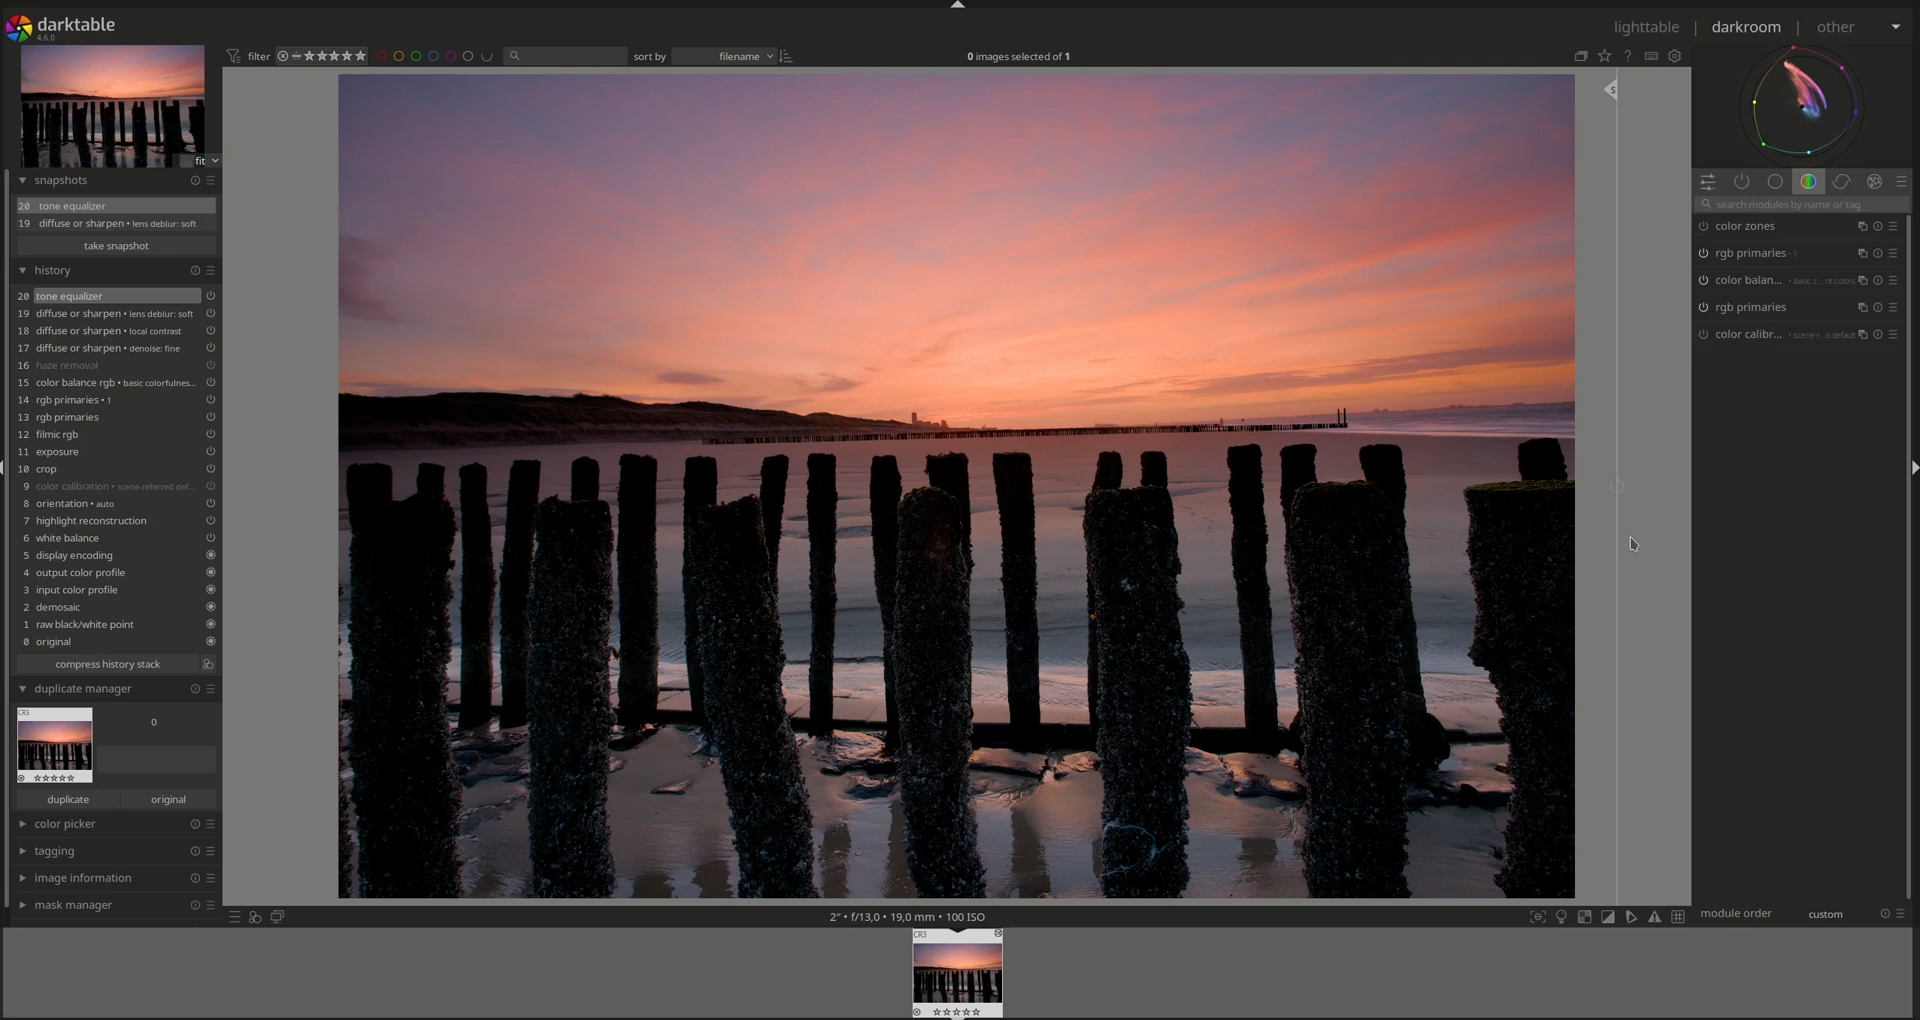 darktable
4.6.0
lighttable | darkroom | other
filter
sort by filename
0 images selected of 1
fit
snapshots
20 tone equalizer
19 diffuse or sharpen • lens deblur: soft
take snapshot
history
20 tone equalizer
19 diffuse or sharpen • lens deblur: soft
18 diffuse or sharpen • local contrast
17 diffuse or sharpen • denoise: fine
16 haze removal
15 color balance rgb • basic colorfulnes...
14 rgb primaries • 1
13 rgb primaries
12 filmic rgb
11 exposure
10 crop
9 color calibration • scene-referred def...
8 orientation • auto
7 highlight reconstruction
6 white balance
5 display encoding
4 output color profile
3 input color profile
2 demosaic
1 raw black/white point
0 original
compress history stack
duplicate manager
CR3
0
duplicate
original
color picker
tagging
image information
mask manager
S
2" • f/13,0 • 19,0 mm • 100 ISO
CR3
search modules by name or tag
color zones
rgb primaries • 1
color balan... • basic c... nt colors
rgb primaries
color calibr... • scene-r...d default
module order custom